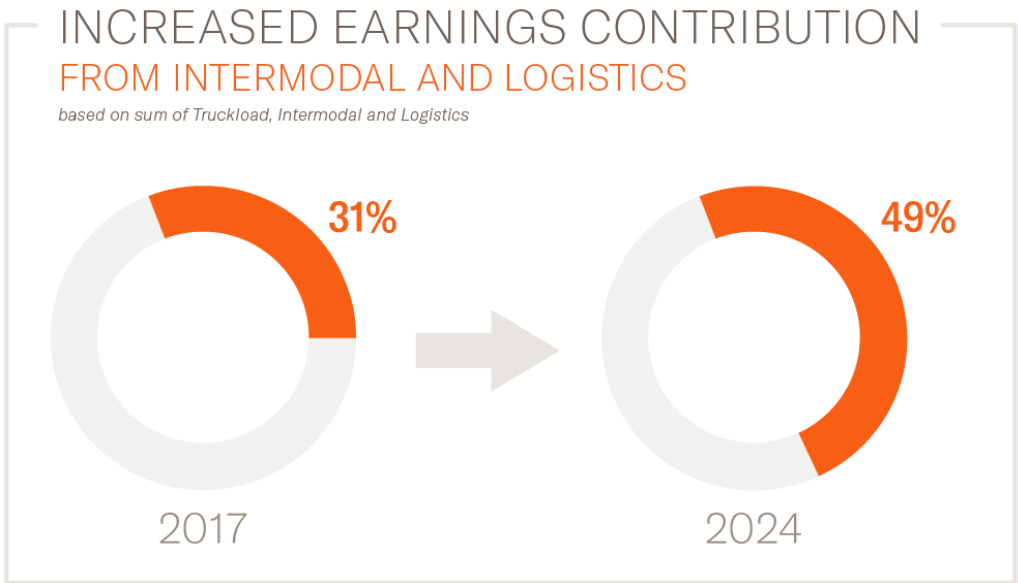 INCREASED EARNINGS CONTRIBUTION
FROM INTERMODAL AND LOGISTICS
based on sum of Truckload, Intermodal and Logistics
31%
49%
2017
2024